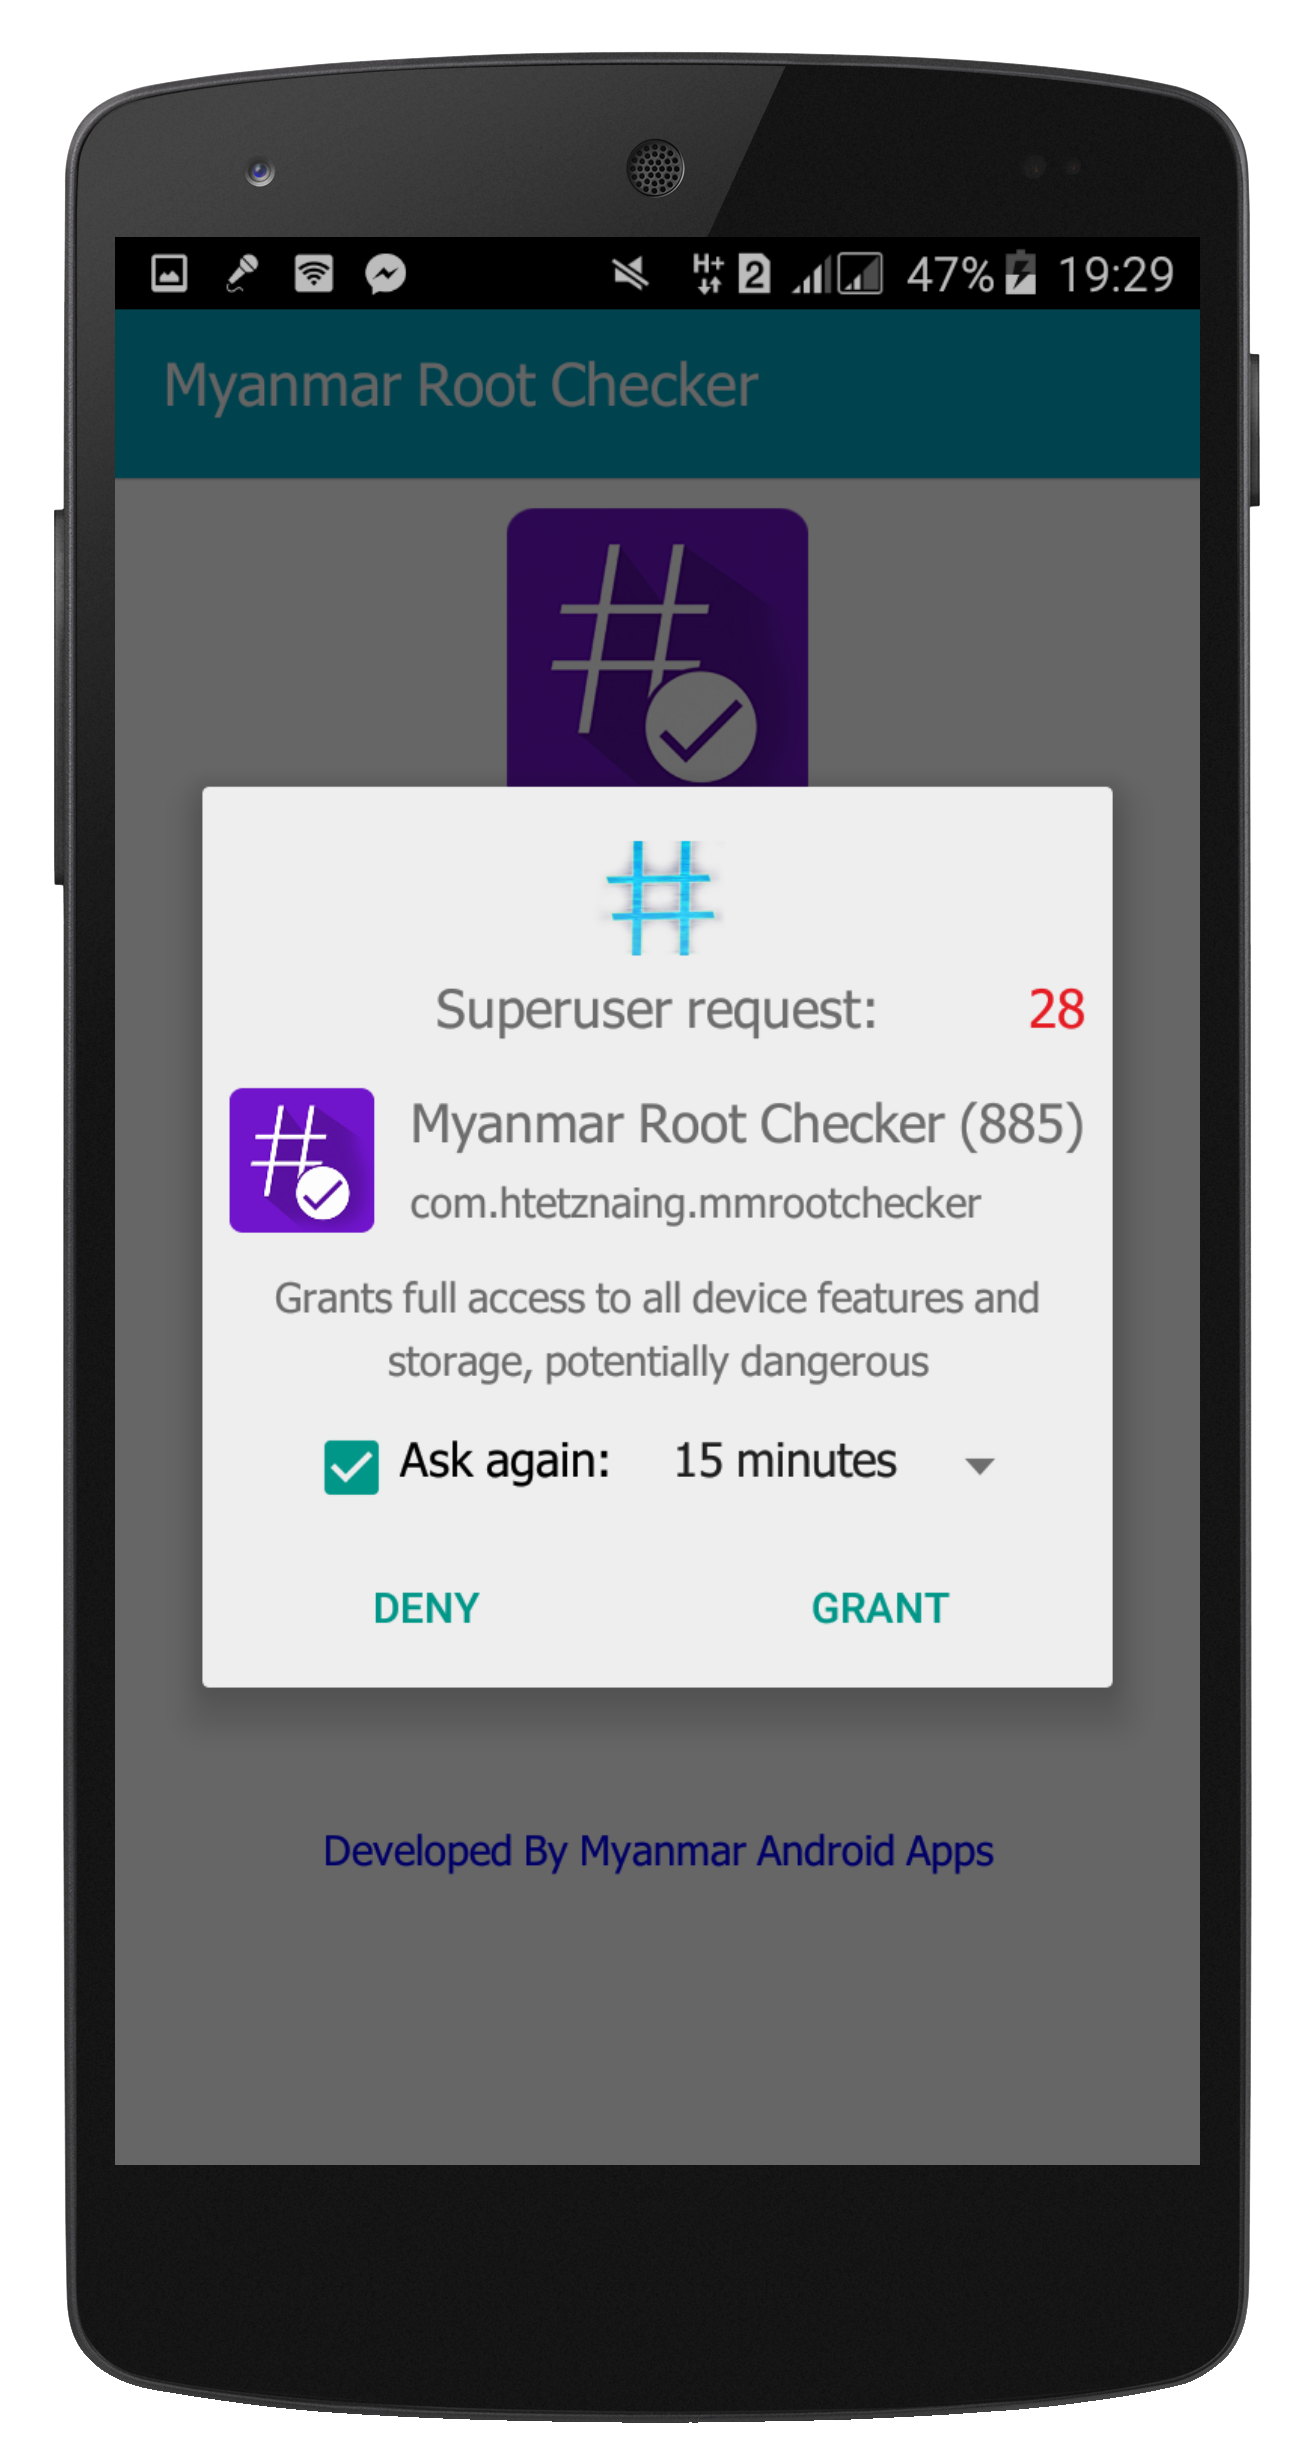 H+ 2 47% 19:29
Myanmar Root Checker
Superuser request: 28
Myanmar Root Checker (885)
com.htetznaing.mmrootchecker
Grants full access to all device features and
storage, potentially dangerous
Ask again: 15 minutes
DENY GRANT
Developed By Myanmar Android Apps